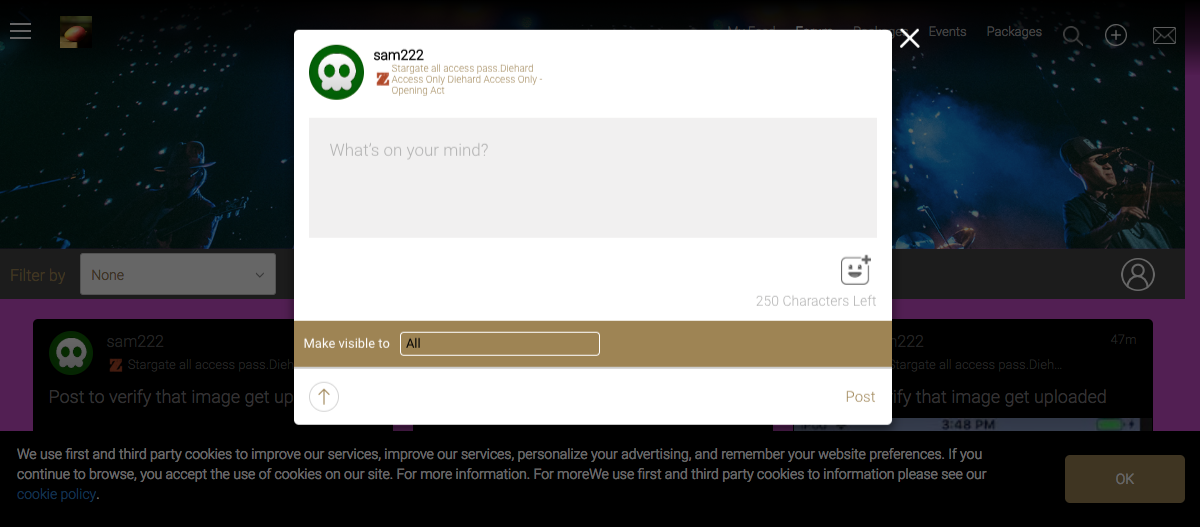 My Feed
Forum
Packages
Events
Packages
sam222
Stargate all access pass.Diehard
Access Only Diehard Access Only -
Opening Act
What's on your mind?
250 Characters Left
Filter by
None
Make visible to
All
Post
sam222
Stargate all access pass.Dieh
Post to verify that image get up
222
47m
Stargate all access pass.Dieh...
ify that image get uploaded
3:48 PM
We use first and third party cookies to improve our services, improve our services, personalize your advertising, and remember your website preferences. If you
continue to browse, you accept the use of cookies on our site. For more information. For moreWe use first and third party cookies to information please see our
cookie policy.
OK